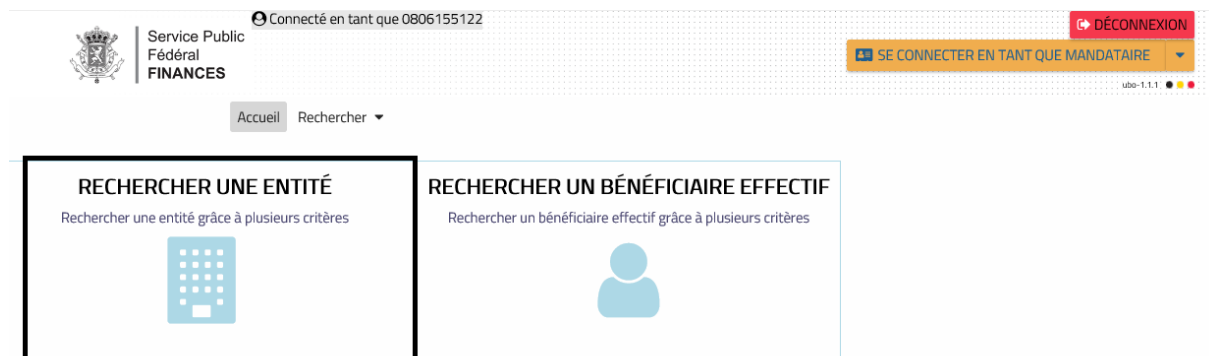 Connecté en tant que 0806155122
Service Public
Fédéral
FINANCES
DÉCONNEXION
SE CONNECTER EN TANT QUE MANDATAIRE
ubo-1.1.1
Accueil Rechercher
RECHERCHER UNE ENTITÉ
Rechercher une entité grâce à plusieurs critères
RECHERCHER UN BÉNÉFICIAIRE EFFECTIF
Rechercher un bénéficiaire effectif grâce à plusieurs critères